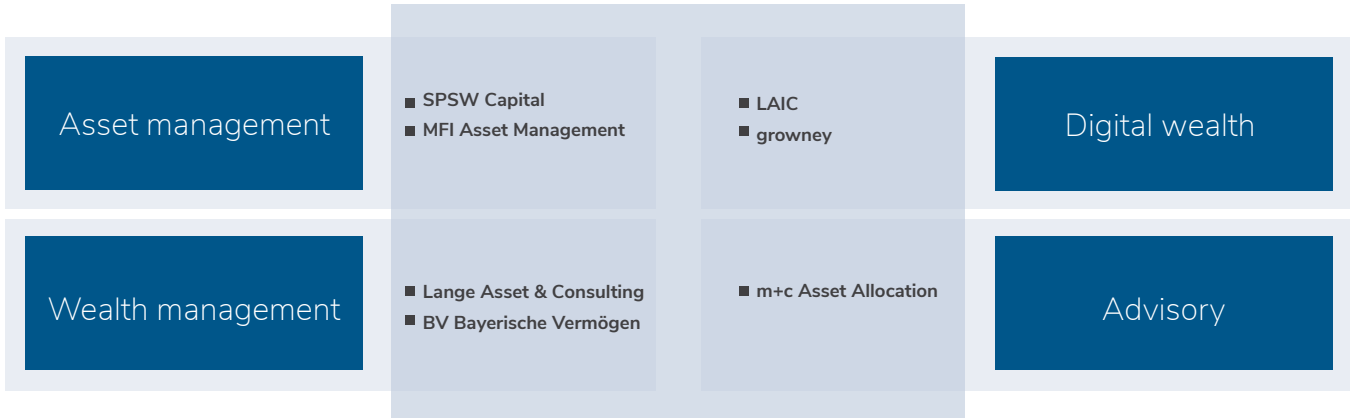 Asset management
SPSW Capital
MFI Asset Management
LAIC
growney
Digital wealth
Wealth management
Lange Asset & Consulting
BV Bayerische Vermögen
m+c Asset Allocation
Advisory